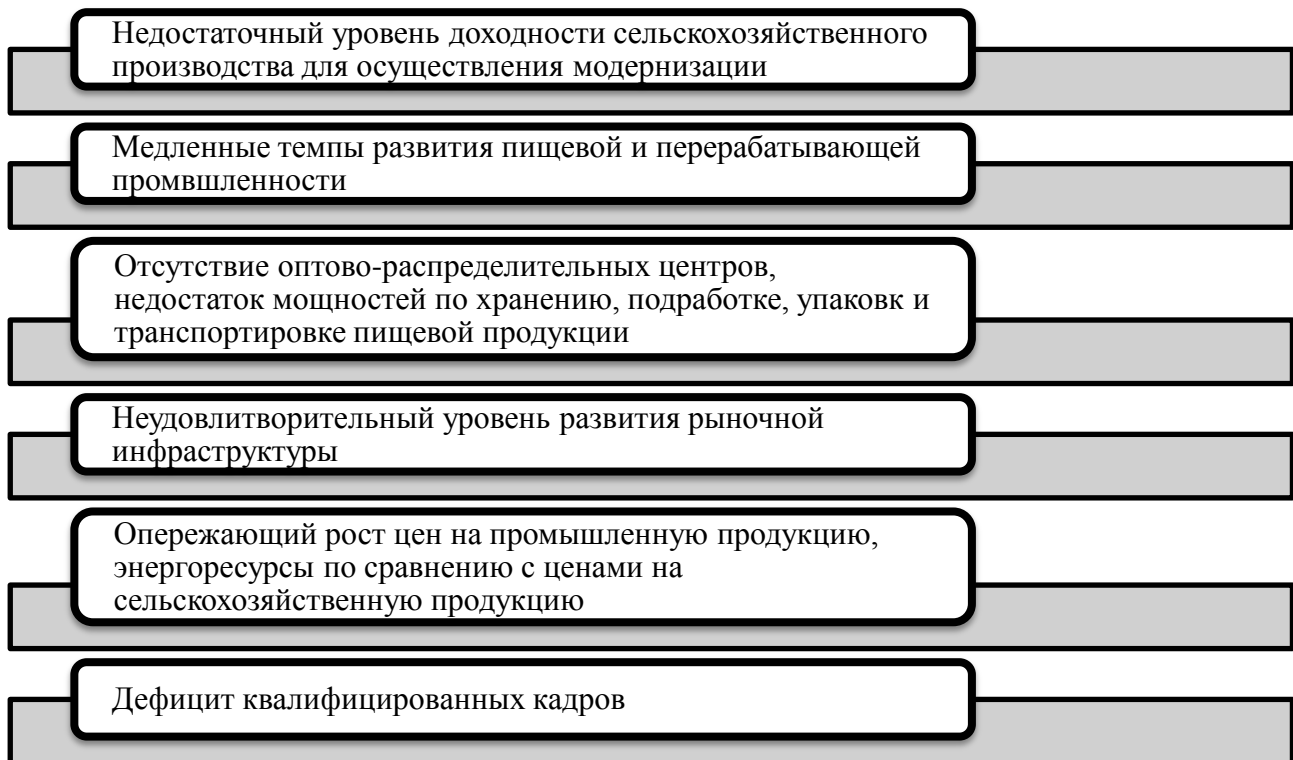 Недостаточный уровень доходности сельскохозяйственного
производства для осуществления модернизации
Медленные темпы развития пищевой и перерабатывающей
промвшленности
Отсутствие оптово-распределительных центров,
недостаток мощностей по хранению, подработке, упаковк и
транспортировке пищевой продукции
Неудовлитворительный уровень развития рыночной
инфраструктуры
Опережающий рост цен на промышленную продукцию,
энергоресурсы по сравнению с ценами на
сельскохозяйственную продукцию
Дефицит квалифицированных кадров